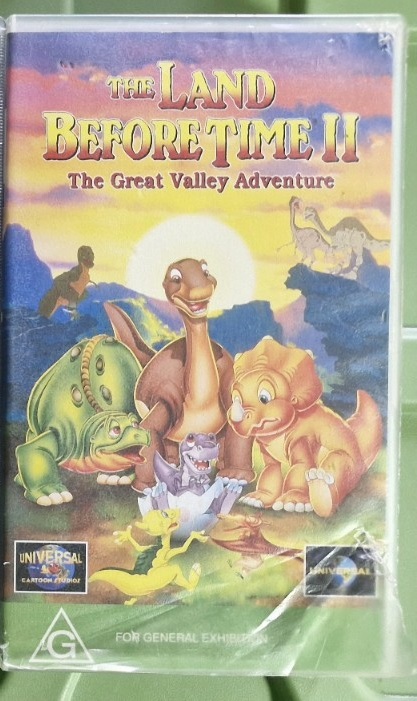 THE LAND
BEFORE TIME II
The Great Valley Adventure
UNIVERSAL
CARTOON STUDIOS
UNIVERSAL
G
FOR GENERAL EXHIBITION